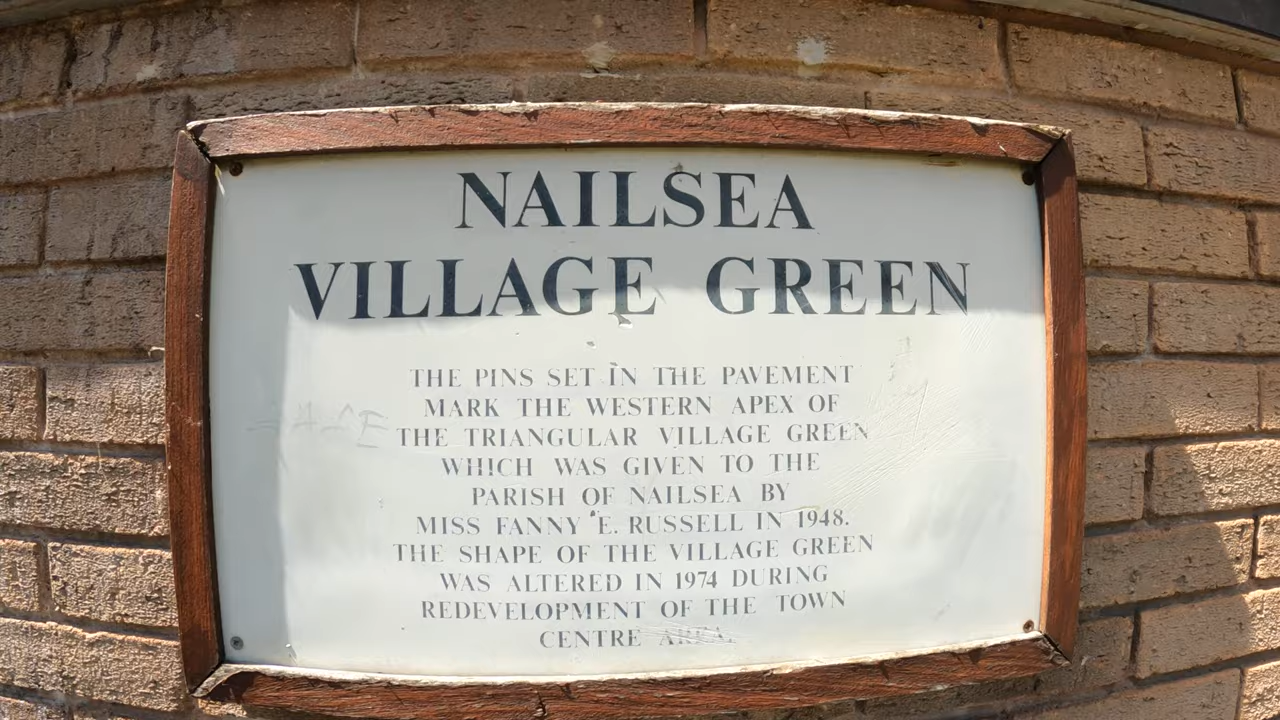 NAILSEA
VILLAGE GREEN
THE PINS SET IN THE PAVEMENT
MARK THE WESTERN APEX OF
THE TRIANGULAR VILLAGE GREEN
WHICH WAS GIVEN TO THE
PARISH OF NAILSEA BY
MISS FANNY E. RUSSELL IN 1948.
THE SHAPE OF THE VILLAGE GREEN
WAS ALTERED IN 1974 DURING
REDEVELOPMENT OF THE TOWN
CENTRE AREA.